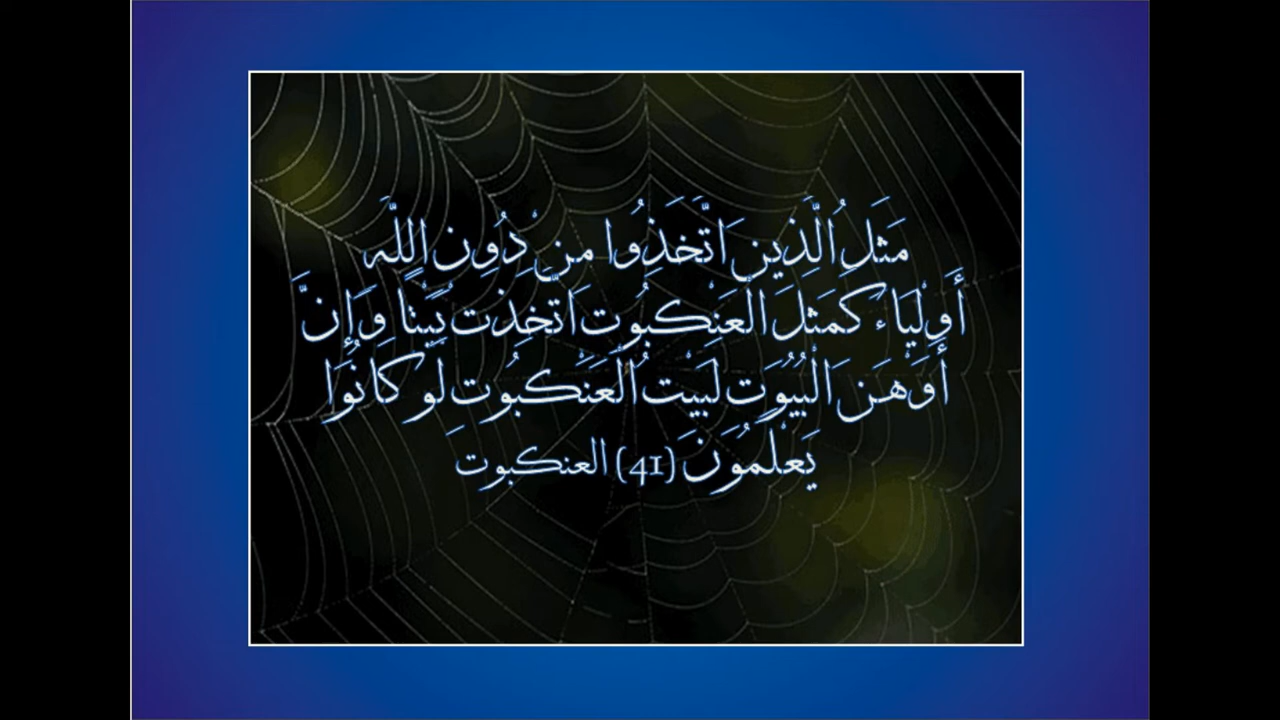 مَثَلُ الَّذِينَ اتَّخَذُوا مِن دُونِ اللَّهِ
أَوْلِيَاءَ كَمَثَلِ الْعَنكَبُوتِ اتَّخَذَتْ بَيْتًا وَإِنَّ
أَوْهَنَ الْبُيُوتِ لَبَيْتُ الْعَنْكَبُوتِ لَوْ كَانُوا
يَعْلَمُونَ (41) العنكبوت